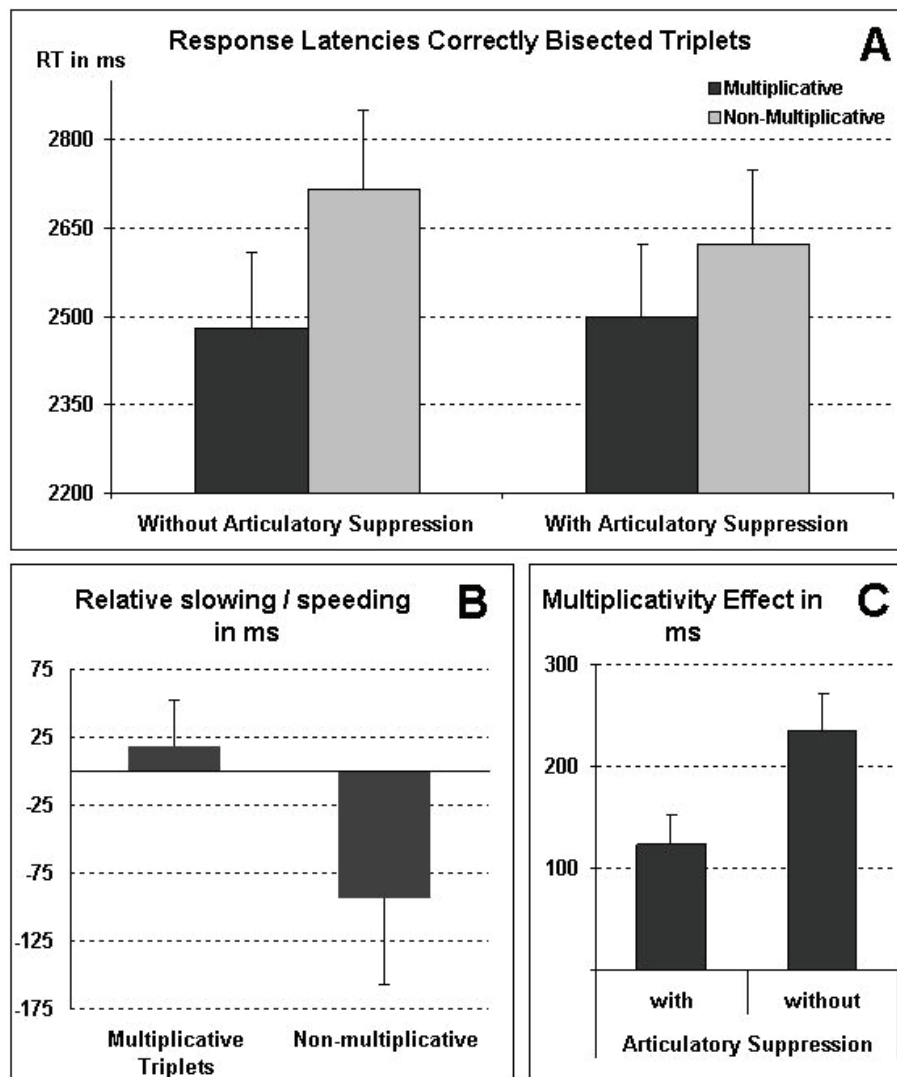 Response Latencies Correctly Bisected Triplets
A
RT in ms
Multiplicative
Non-Multiplicative
2800
2650
2500
2350
2200
Without Articulatory Suppression
With Articulatory Suppression
Relative slowing / speeding
in ms
B
75
25
-25
-75
-125
-175
Multiplicative
Triplets
Non-multiplicative
Multiplicativity Effect in
ms
C
300
200
100
with
without
Articulatory Suppression